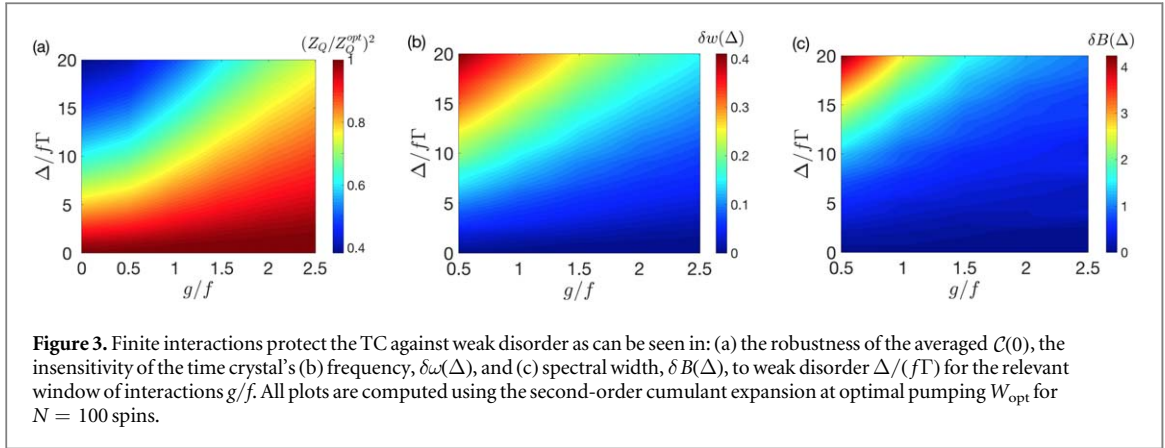 (a)
(Z_Q/Z_Q^{opt})^2
20
15
10
5
0
Δ/fΓ
0 0.5 1 1.5 2 2.5
g/f
1
0.8
0.6
0.4
(b)
δw(Δ)
20
15
10
5
0
Δ/fΓ
0.5 1 1.5 2 2.5
g/f
0.4
0.3
0.2
0.1
0
(c)
δB(Δ)
20
15
10
5
0
Δ/fΓ
0.5 1 1.5 2 2.5
g/f
4
3
2
1
0
Figure 3. Finite interactions protect the TC against weak disorder as can be seen in: (a) the robustness of the averaged 𝒞(0), the
insensitivity of the time crystal's (b) frequency, δω(Δ), and (c) spectral width, δB(Δ), to weak disorder Δ/(fΓ) for the relevant
window of interactions g/f. All plots are computed using the second-order cumulant expansion at optimal pumping W_opt for
N = 100 spins.